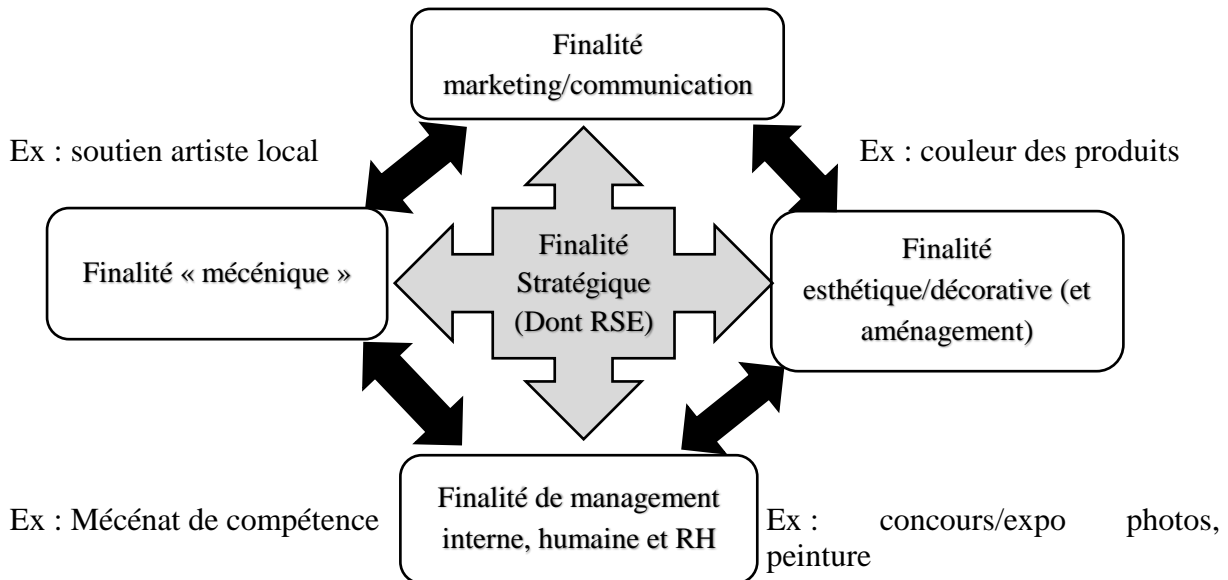 Finalité
marketing/communication
Ex : soutien artiste local
Ex : couleur des produits
Finalité « mécénique »
Finalité
Stratégique
(Dont RSE)
Finalité
esthétique/décorative (et
aménagement)
Ex : Mécénat de compétence
Finalité de management
interne, humaine et RH
Ex : concours/expo photos,
peinture